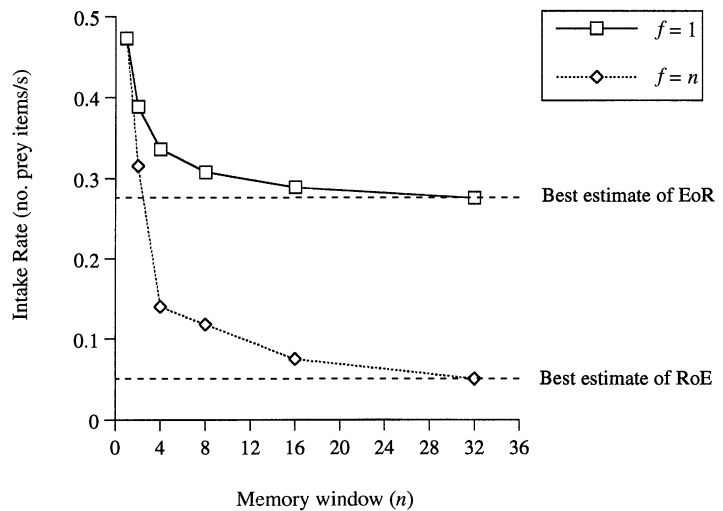 0.5
0.4
0.3
0.2
0.1
0
Intake Rate (no. prey items/s)
f = 1
f = n
Best estimate of EoR
Best estimate of RoE
0 4 8 12 16 20 24 28 32 36
Memory window (n)